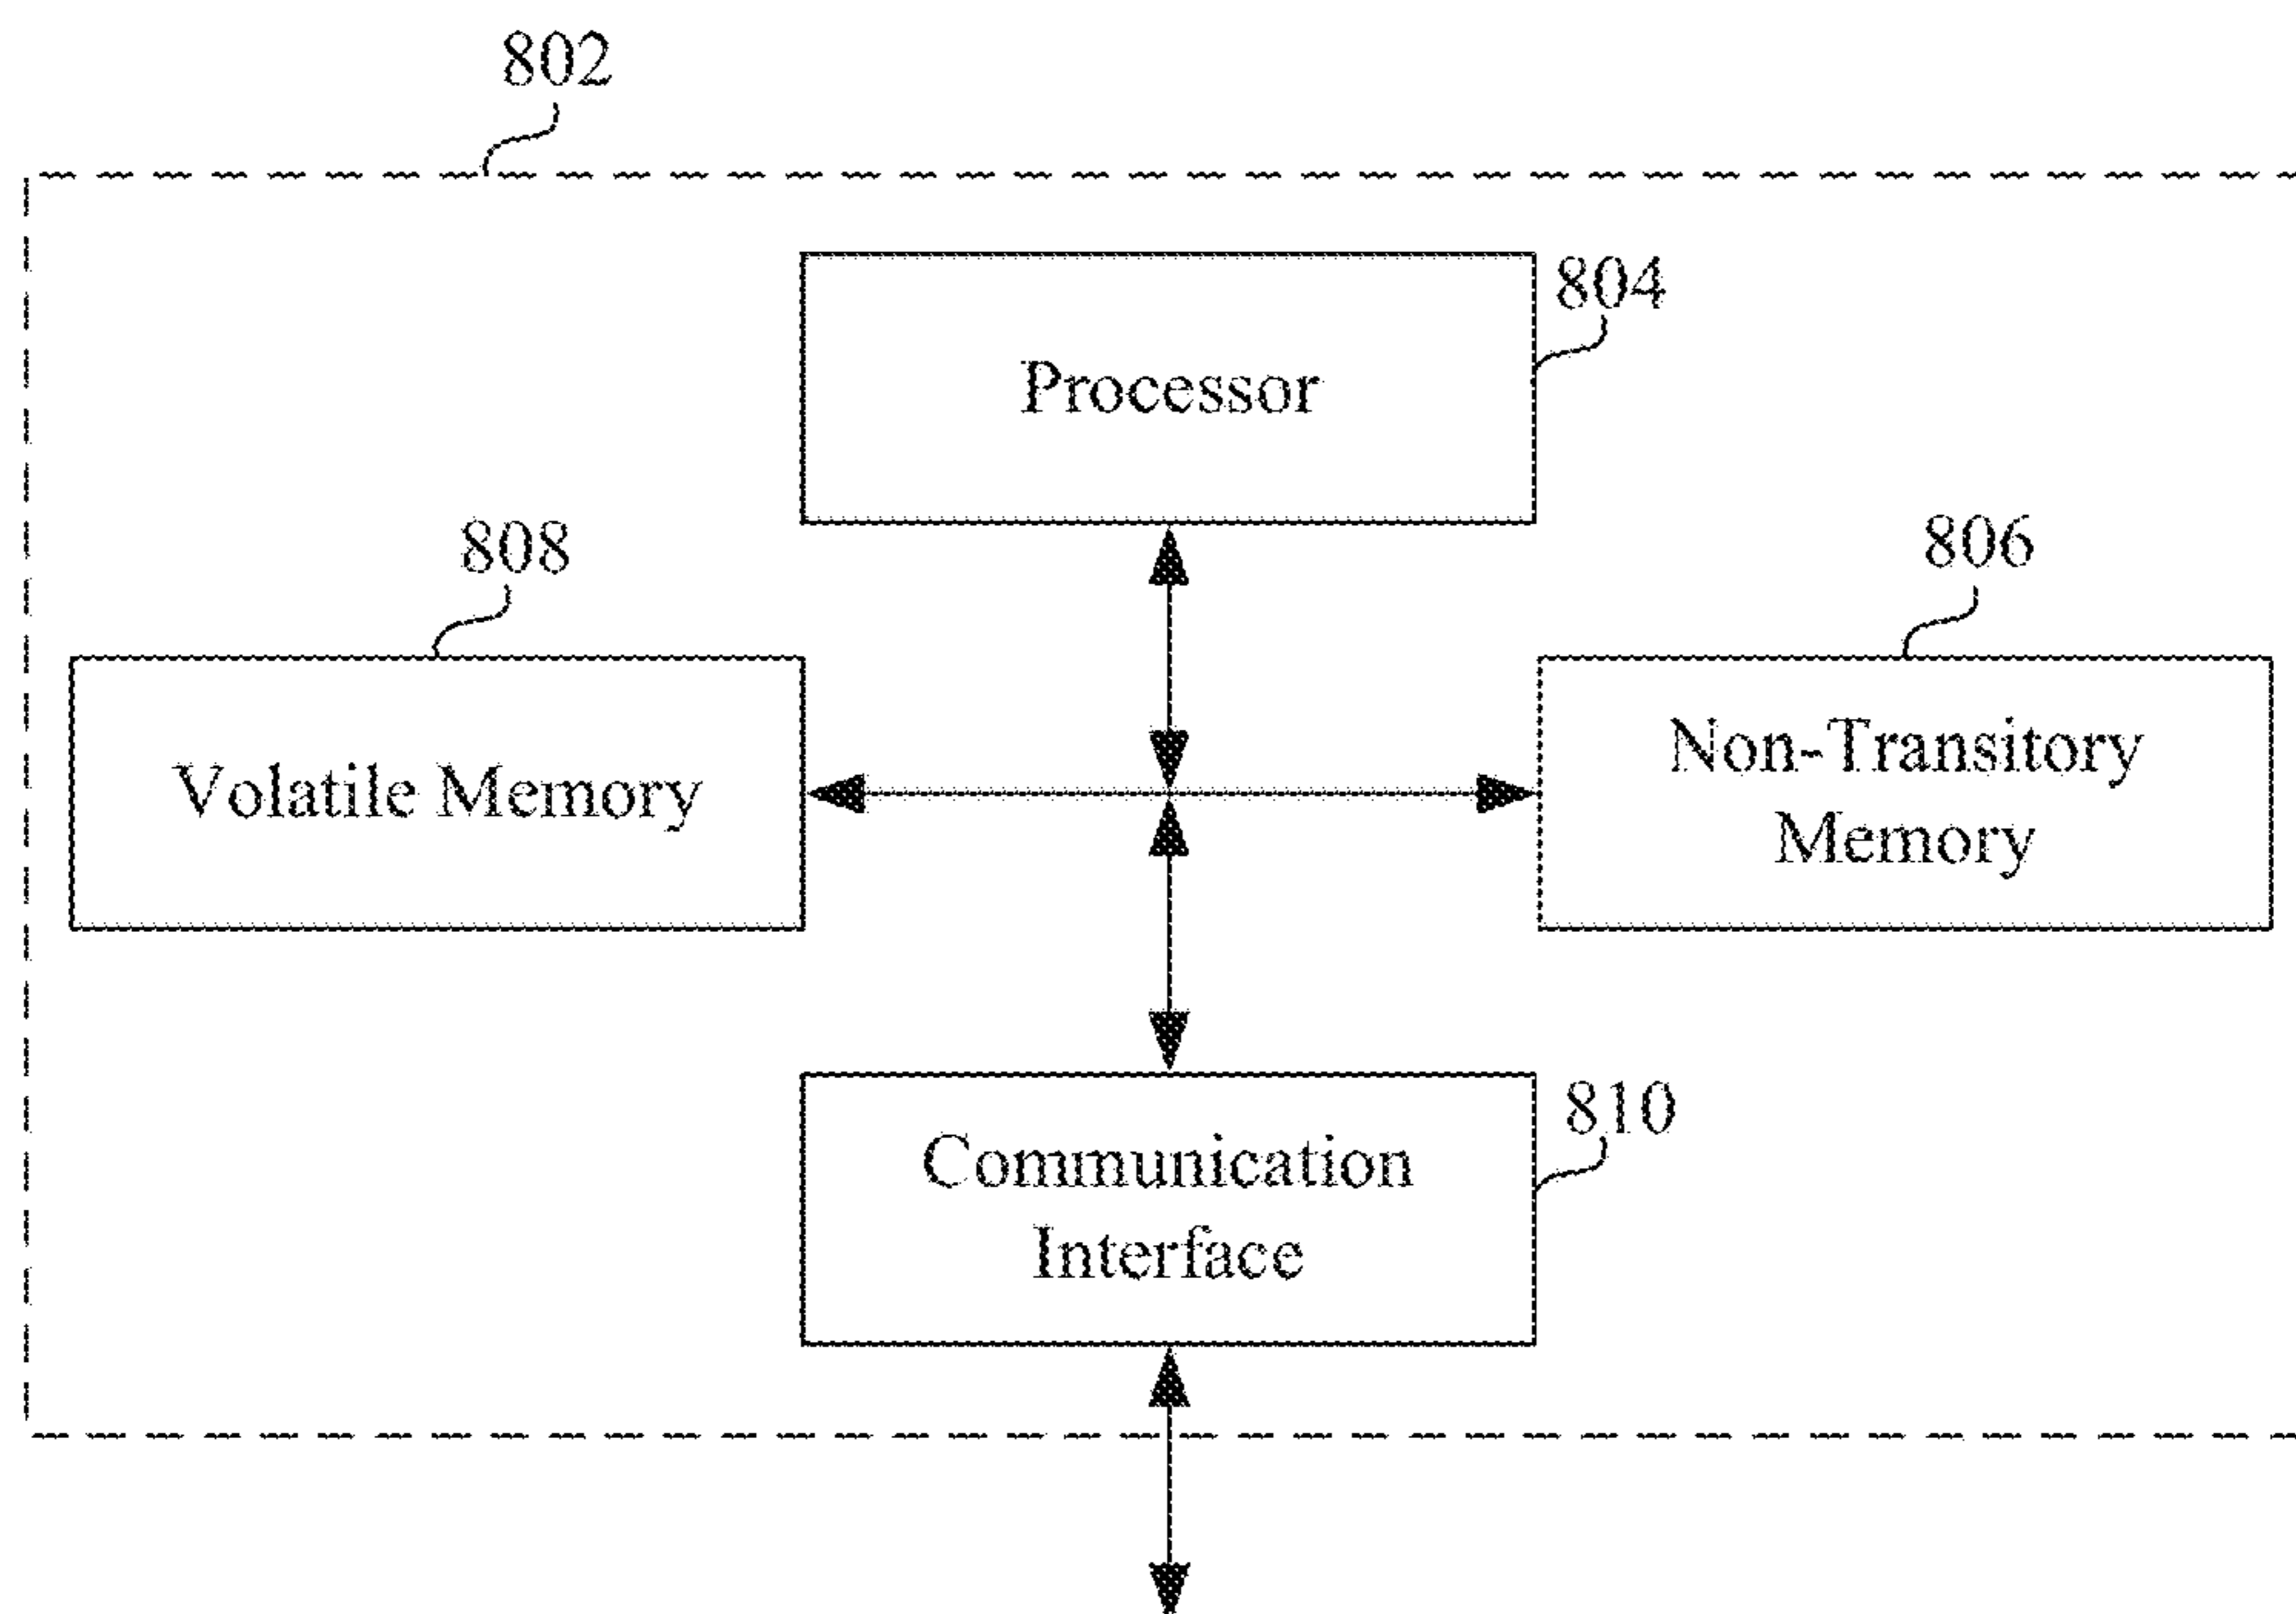 802
804
Processor
808
806
Volatile Memory
Non-Transitory
Memory
810
Communication
Interface